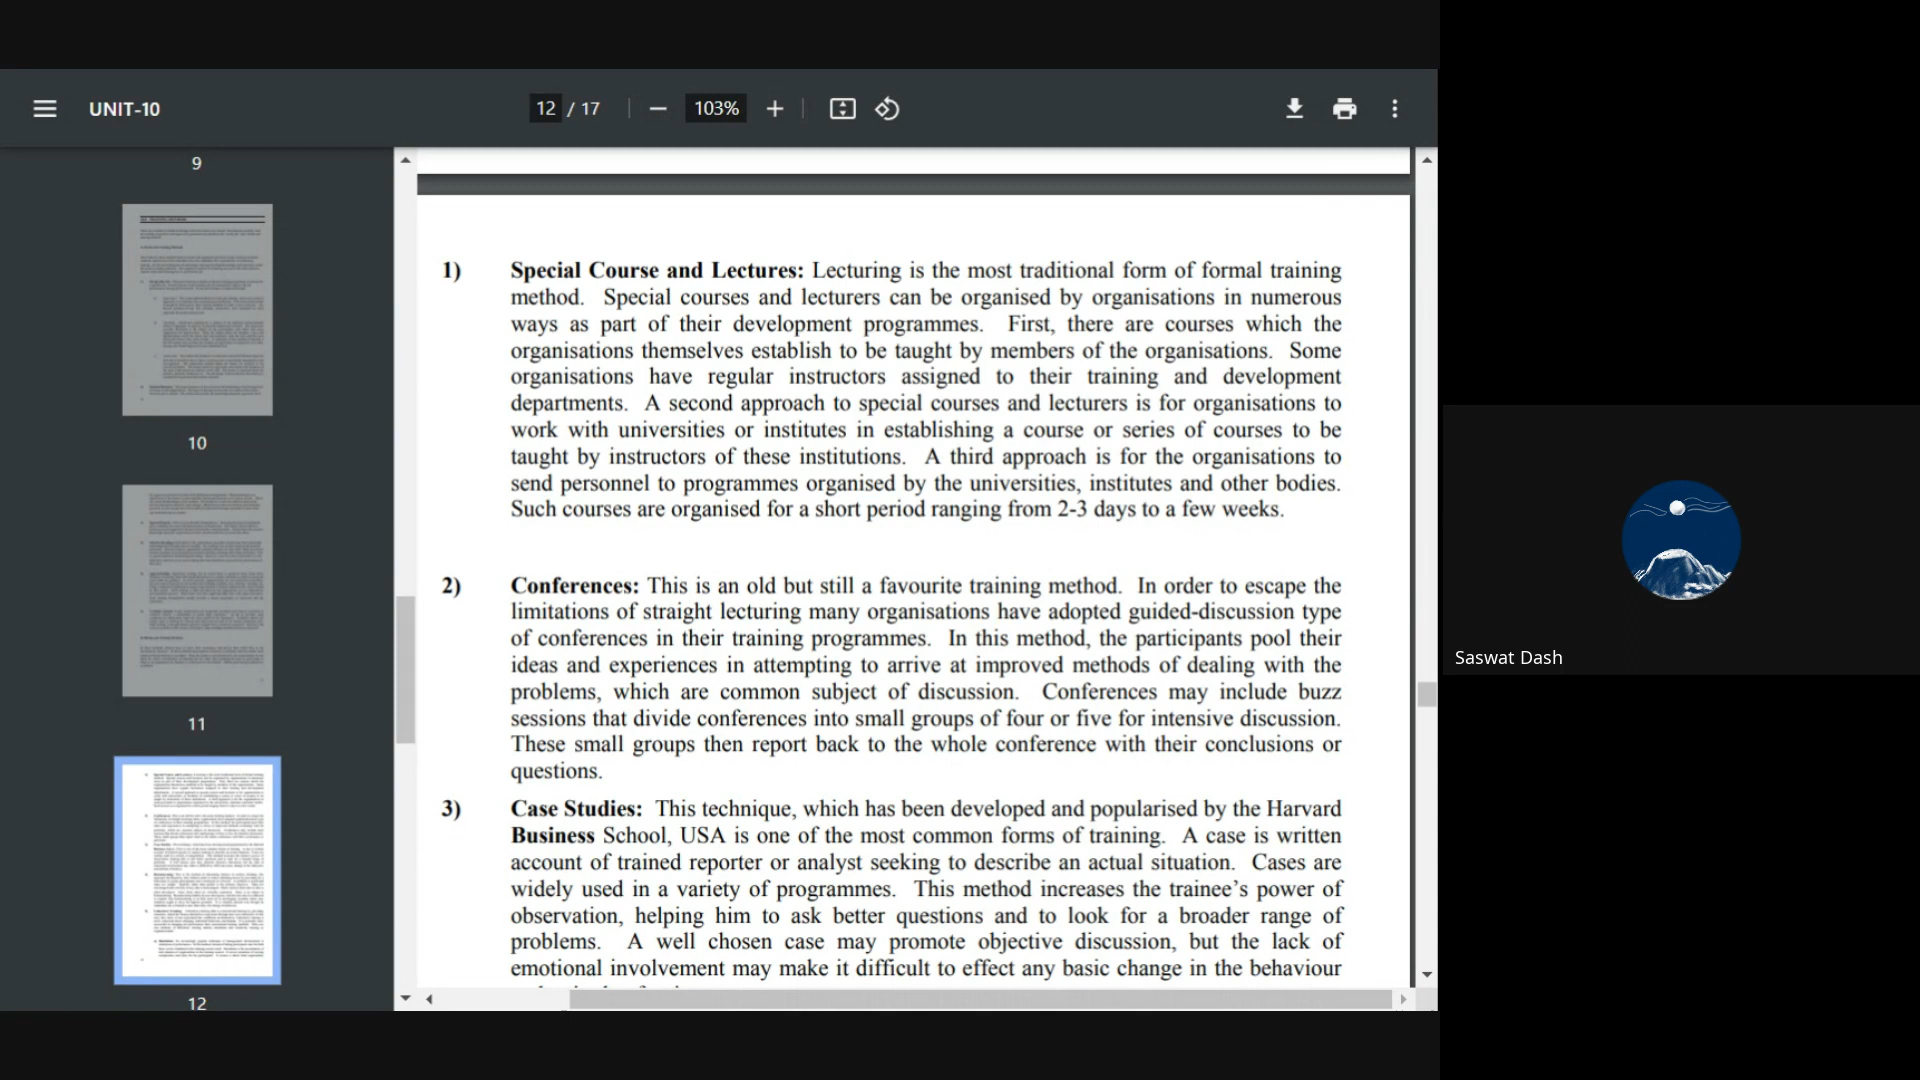 UNIT-10
12 / 17
103%
9
10
11
12
1) Special Course and Lectures: Lecturing is the most traditional form of formal training
method. Special courses and lecturers can be organised by organisations in numerous
ways as part of their development programmes. First, there are courses which the
organisations themselves establish to be taught by members of the organisations. Some
organisations have regular instructors assigned to their training and development
departments. A second approach to special courses and lecturers is for organisations to
work with universities or institutes in establishing a course or series of courses to be
taught by instructors of these institutions. A third approach is for the organisations to
send personnel to programmes organised by the universities, institutes and other bodies.
Such courses are organised for a short period ranging from 2-3 days to a few weeks.
2) Conferences: This is an old but still a favourite training method. In order to escape the
limitations of straight lecturing many organisations have adopted guided-discussion type
of conferences in their training programmes. In this method, the participants pool their
ideas and experiences in attempting to arrive at improved methods of dealing with the
problems, which are common subject of discussion. Conferences may include buzz
sessions that divide conferences into small groups of four or five for intensive discussion.
These small groups then report back to the whole conference with their conclusions or
questions.
3) Case Studies: This technique, which has been developed and popularised by the Harvard
Business School, USA is one of the most common forms of training. A case is written
account of trained reporter or analyst seeking to describe an actual situation. Cases are
widely used in a variety of programmes. This method increases the trainee's power of
observation, helping him to ask better questions and to look for a broader range of
problems. A well chosen case may promote objective discussion, but the lack of
emotional involvement may make it difficult to effect any basic change in the behaviour
Saswat Dash